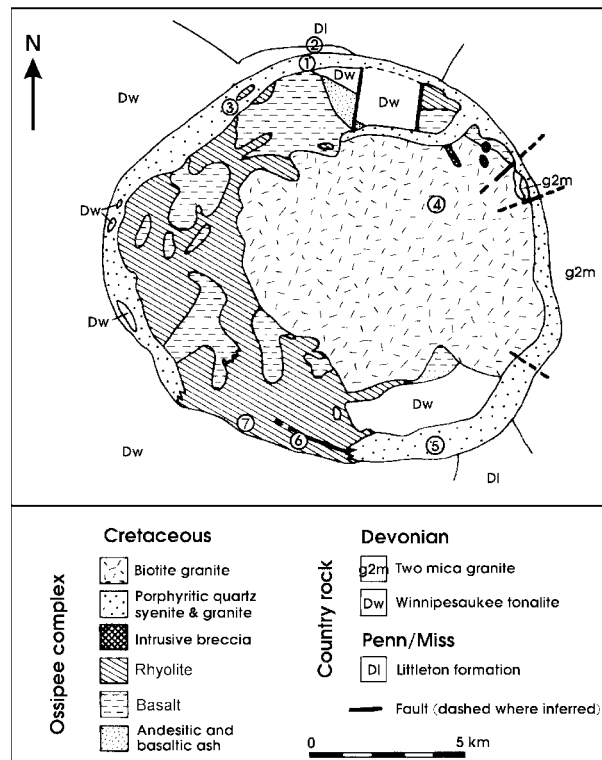 N
Dl
②
①
Dw
Dw
Dw
③
g2m
④
Dw
g2m
Dw
Dw
⑦
⑥
⑤
Dw
Dl
Ossipee complex
Cretaceous
Biotite granite
Porphyritic quartz
syenite & granite
Intrusive breccia
Rhyolite
Basalt
Andesitic and
basaltic ash
Country rock
Devonian
g2m Two mica granite
Dw Winnipesaukee tonalite
Penn/Miss
Dl Littleton formation
Fault (dashed where inferred)
0 5 km